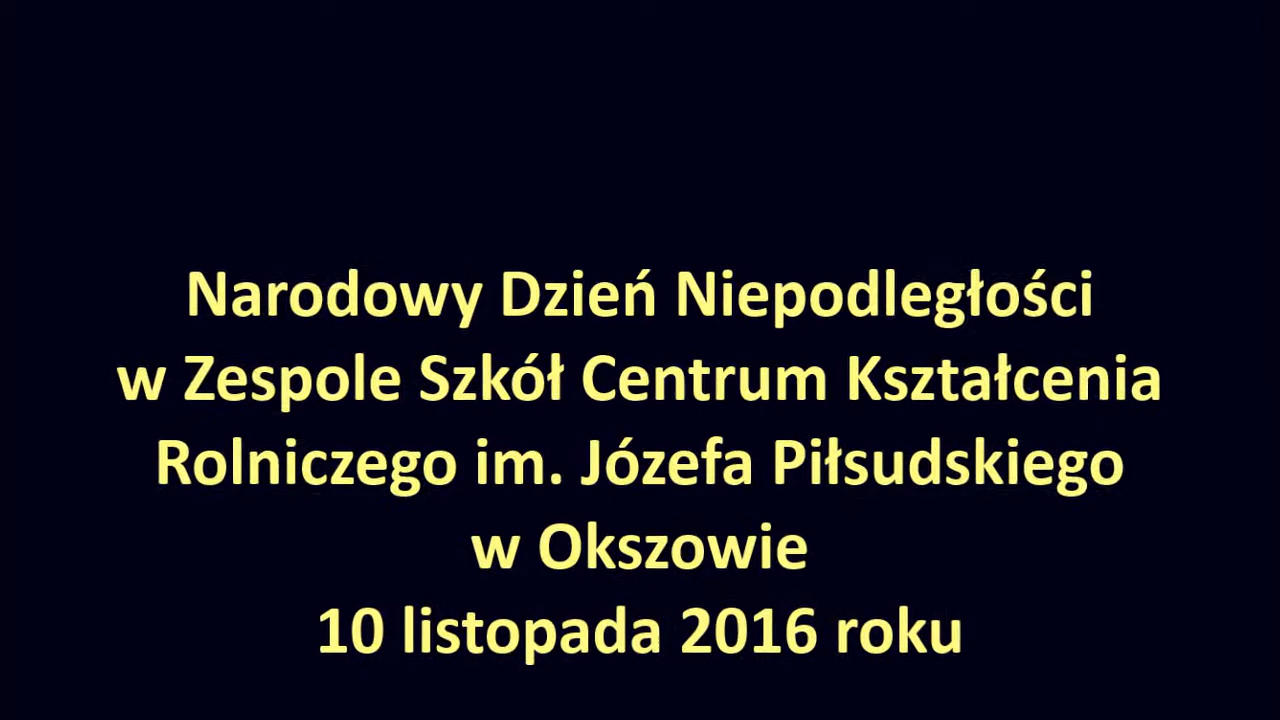 Narodowy Dzień Niepodległości
w Zespole Szkół Centrum Kształcenia
Rolniczego im. Józefa Piłsudskiego
w Okszowie
10 listopada 2016 roku